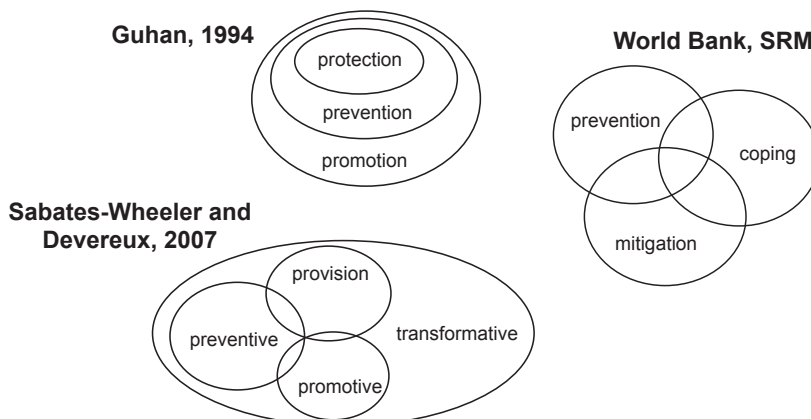 Guhan, 1994
protection
prevention
promotion
World Bank, SRM
prevention
coping
mitigation
Sabates-Wheeler and
Devereux, 2007
provision
preventive
transformative
promotive